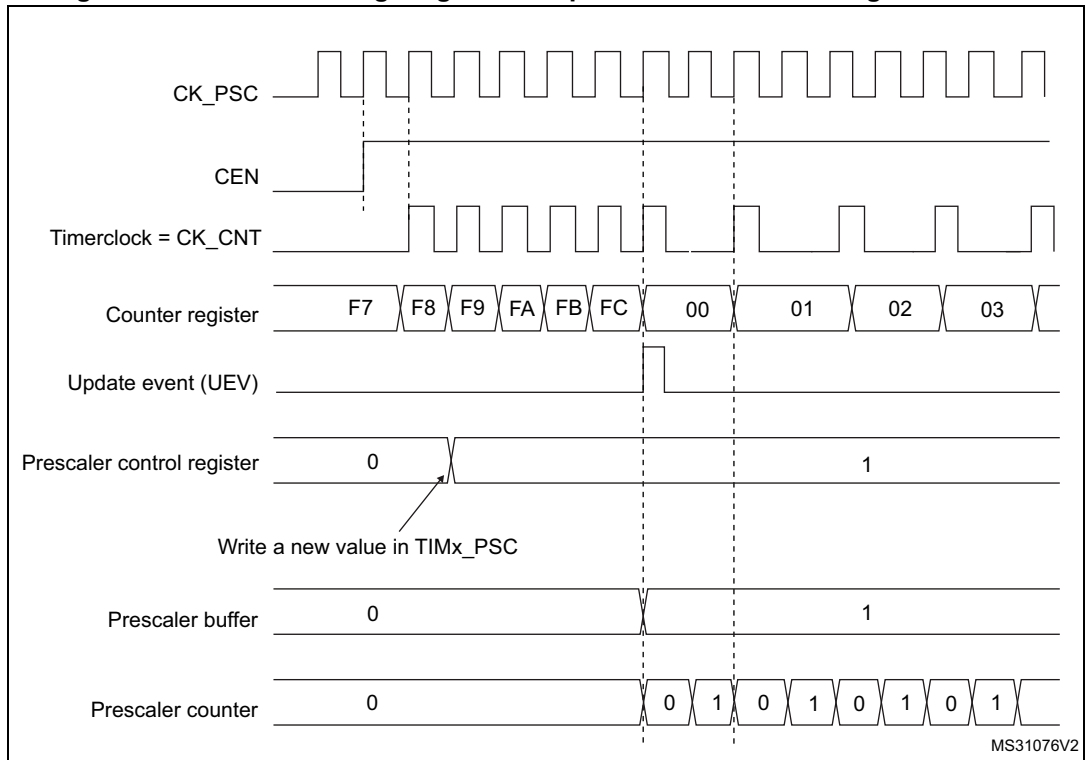 CK_PSC
CEN
Timerclock = CK_CNT
Counter register F7 F8 F9 FA FB FC 00 01 02 03
Update event (UEV)
Prescaler control register 0 1
Write a new value in TIMx_PSC
Prescaler buffer 0 1
Prescaler counter 0 0 1 0 1 0 1 0 1
MS31076V2